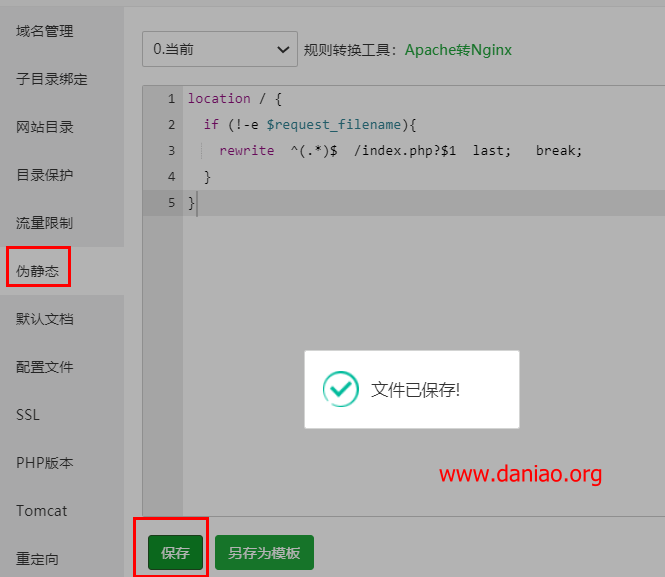 域名管理
子目录绑定
网站目录
目录保护
流量限制
伪静态
默认文档
配置文件
SSL
PHP版本
Tomcat
重定向
0.当前 规则转换工具：Apache转Nginx
1 location / {
2 if (!-e $request_filename){
3 rewrite ^(.*)$ /index.php?$1 last; break;
4 }
5 }
文件已保存!
www.daniao.org
保存 另存为模板